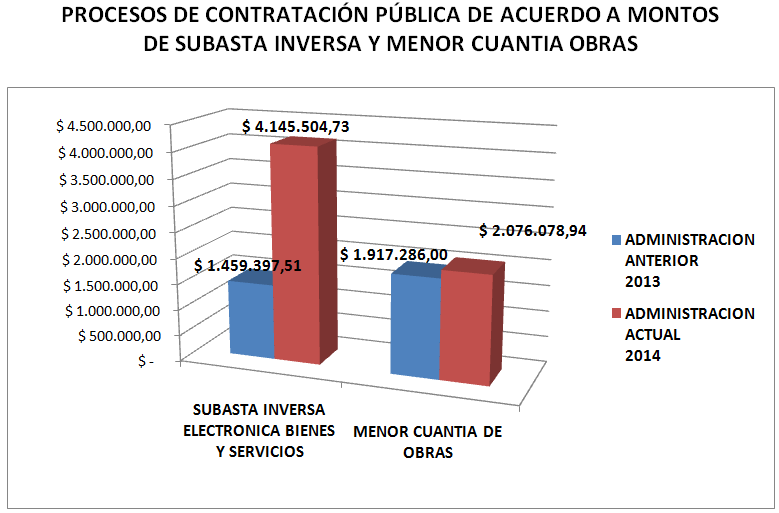 PROCESOS DE CONTRATACIÓN PÚBLICA DE ACUERDO A MONTOS
DE SUBASTA INVERSA Y MENOR CUANTIA OBRAS
$ 4.500.000,00
$ 4.000.000,00
$ 3.500.000,00
$ 3.000.000,00
$ 2.500.000,00
$ 2.000.000,00
$ 1.500.000,00
$ 1.000.000,00
$ 500.000,00
$ -
$ 4.145.504,73
$ 1.459.397,51
$ 1.917.286,00
$ 2.076.078,94
SUBASTA INVERSA
ELECTRONICA BIENES
Y SERVICIOS
MENOR CUANTIA DE
OBRAS
ADMINISTRACION
ANTERIOR
2013
ADMINISTRACION
ACTUAL
2014